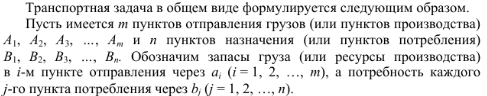 Транспортная задача в общем виде формулируется следующим образом.
Пусть имеется m пунктов отправления грузов (или пунктов производства)
A₁, A₂, A₃, ..., Aₘ и n пунктов назначения (или пунктов потребления)
B₁, B₂, B₃, ..., Bₙ. Обозначим запасы груза (или ресурсы производства)
в i-м пункте отправления через aᵢ (i = 1, 2, …, m), а потребность каждого
j-го пункта потребления через bⱼ (j = 1, 2, …, n).